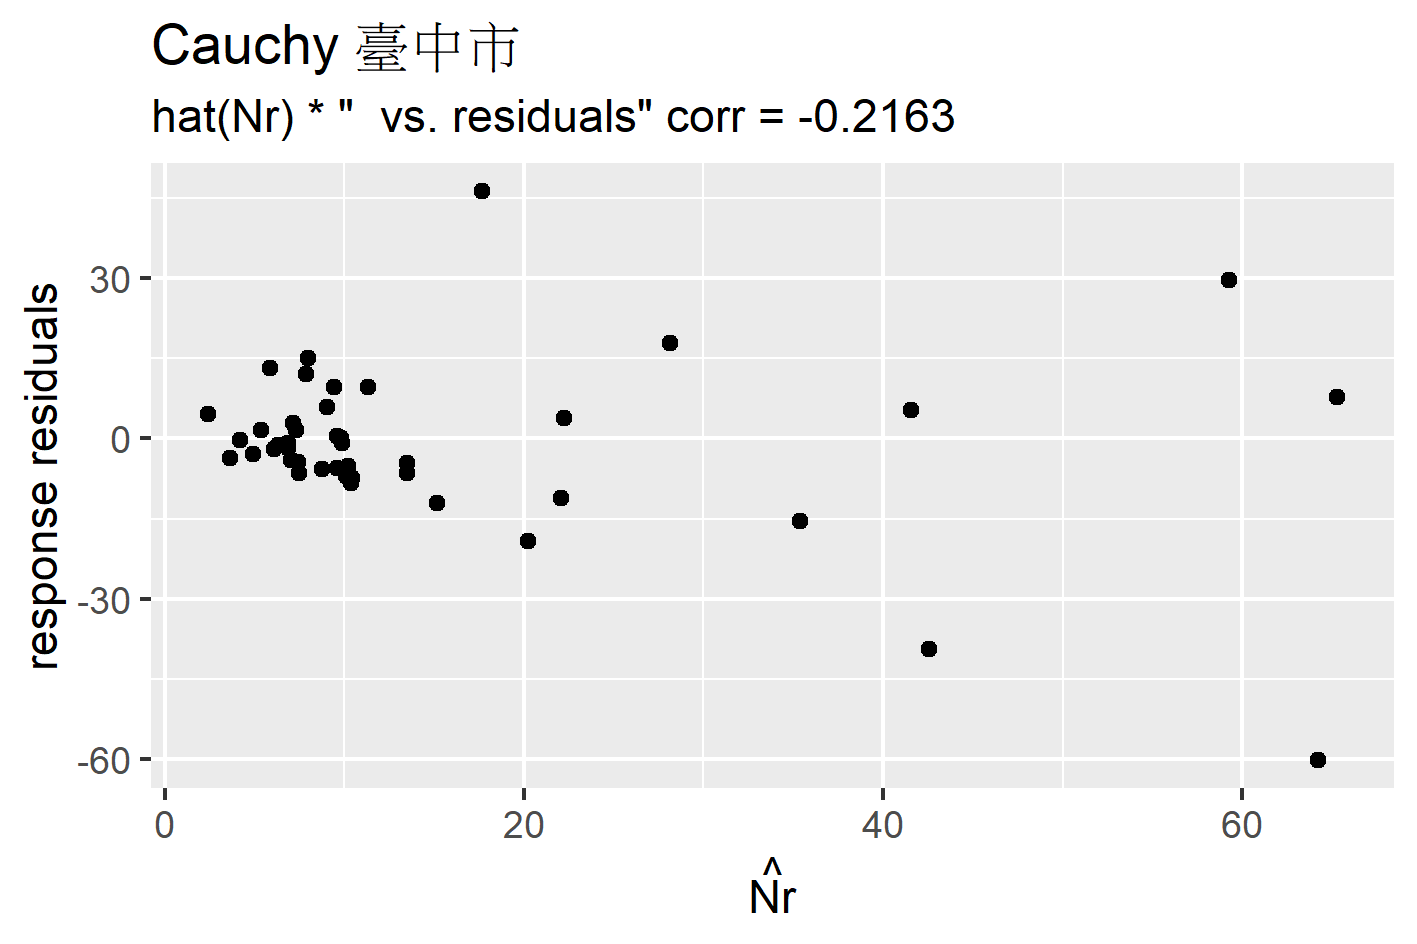 Cauchy 臺中市
hat(Nr) * "  vs. residuals" corr = -0.2163
response residuals
30
0
-30
-60
0 20 40 60
N̂r